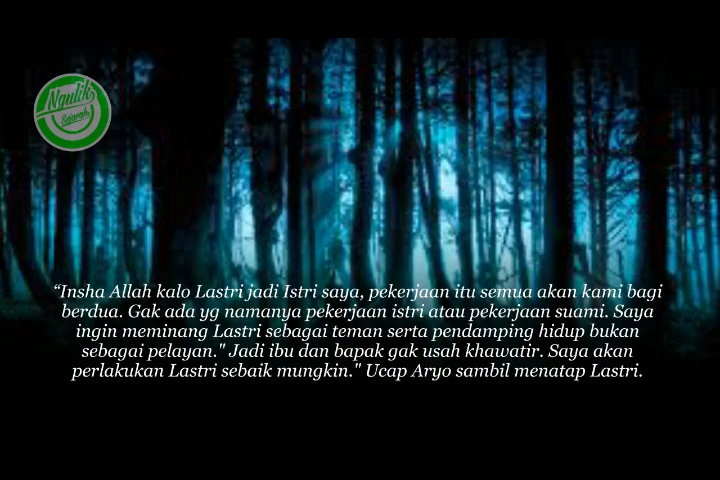 Ngulik
Sejarah
“Insha Allah kalo Lastri jadi Istri saya, pekerjaan itu semua akan kami bagi
berdua. Gak ada yg namanya pekerjaan istri atau pekerjaan suami. Saya
ingin meminang Lastri sebagai teman serta pendamping hidup bukan
sebagai pelayan." Jadi ibu dan bapak gak usah khawatir. Saya akan
perlakukan Lastri sebaik mungkin." Ucap Aryo sambil menatap Lastri.